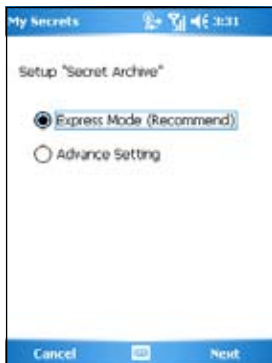 My Secrets 3:31
Setup "Secret Archive"
Express Mode (Recommend)
Advance Setting
Cancel Next